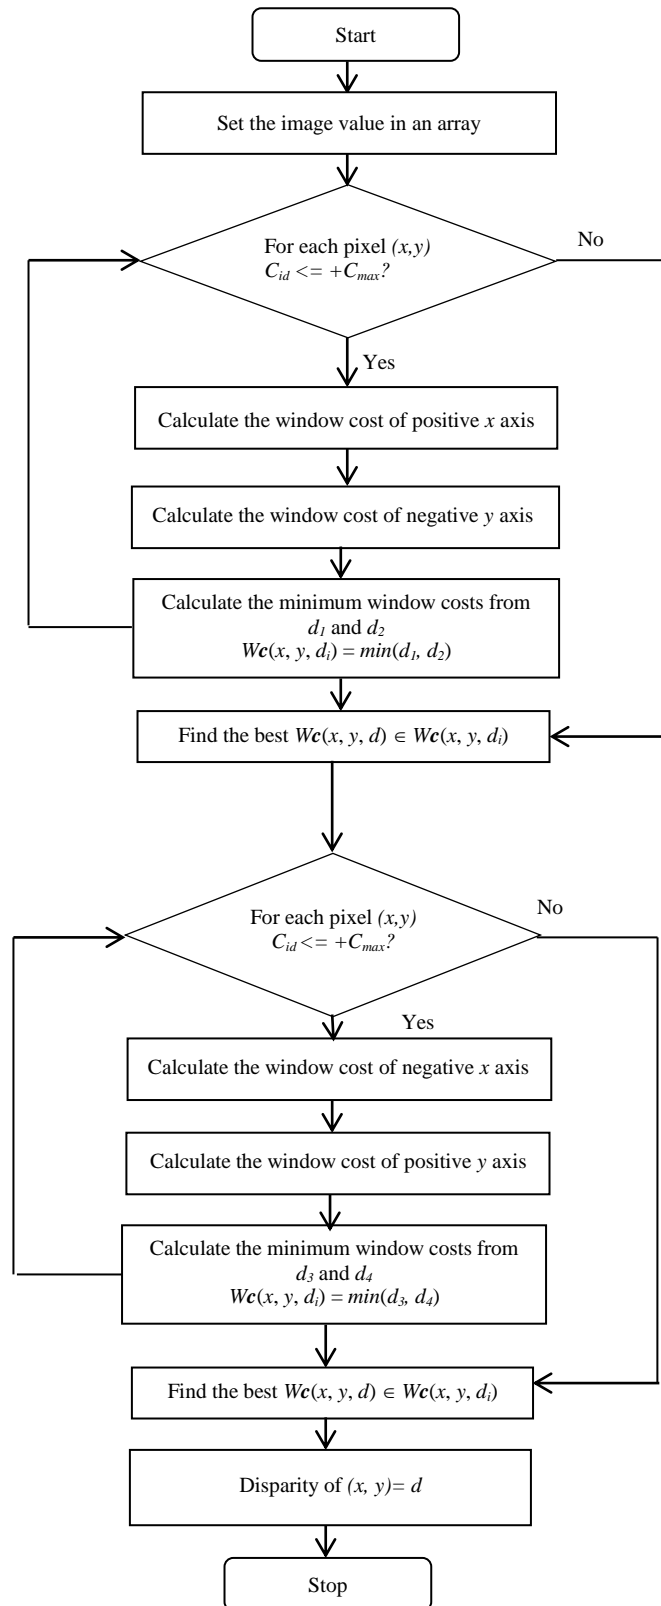 Start
Set the image value in an array
For each pixel (x,y)
C_id <= +C_max?
No
Yes
Calculate the window cost of positive x axis
Calculate the window cost of negative y axis
Calculate the minimum window costs from
d_1 and d_2
Wc(x, y, d_i) = min(d_1, d_2)
Find the best Wc(x, y, d) ∈ Wc(x, y, d_i)
For each pixel (x,y)
C_id <= +C_max?
No
Yes
Calculate the window cost of negative x axis
Calculate the window cost of positive y axis
Calculate the minimum window costs from
d_3 and d_4
Wc(x, y, d_i) = min(d_3, d_4)
Find the best Wc(x, y, d) ∈ Wc(x, y, d_i)
Disparity of (x, y)= d
Stop